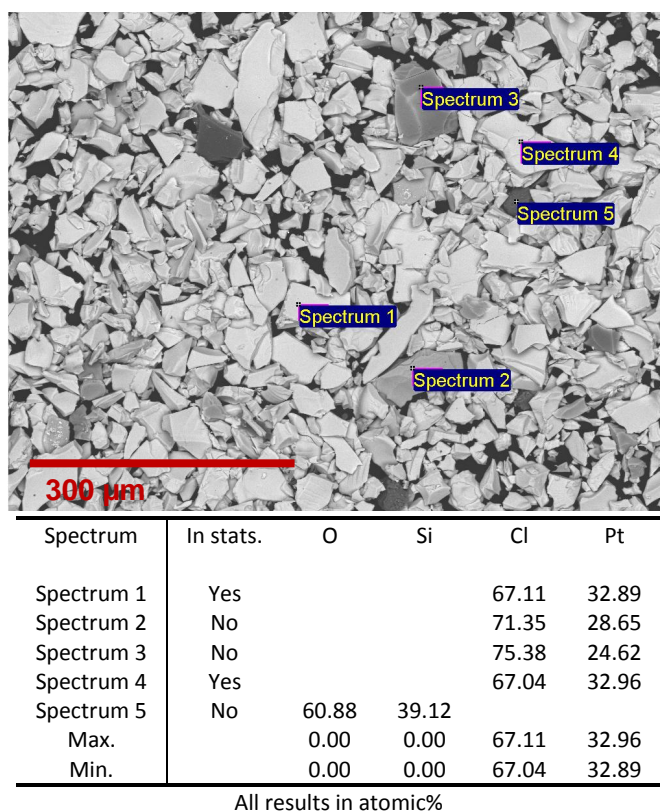 Spectrum 3
Spectrum 4
Spectrum 5
Spectrum 1
Spectrum 2
300 µm
Spectrum In stats. O Si Cl Pt
Spectrum 1 Yes 67.11 32.89
Spectrum 2 No 71.35 28.65
Spectrum 3 No 75.38 24.62
Spectrum 4 Yes 67.04 32.96
Spectrum 5 No 60.88 39.12
Max. 0.00 0.00 67.11 32.96
Min. 0.00 0.00 67.04 32.89
All results in atomic%